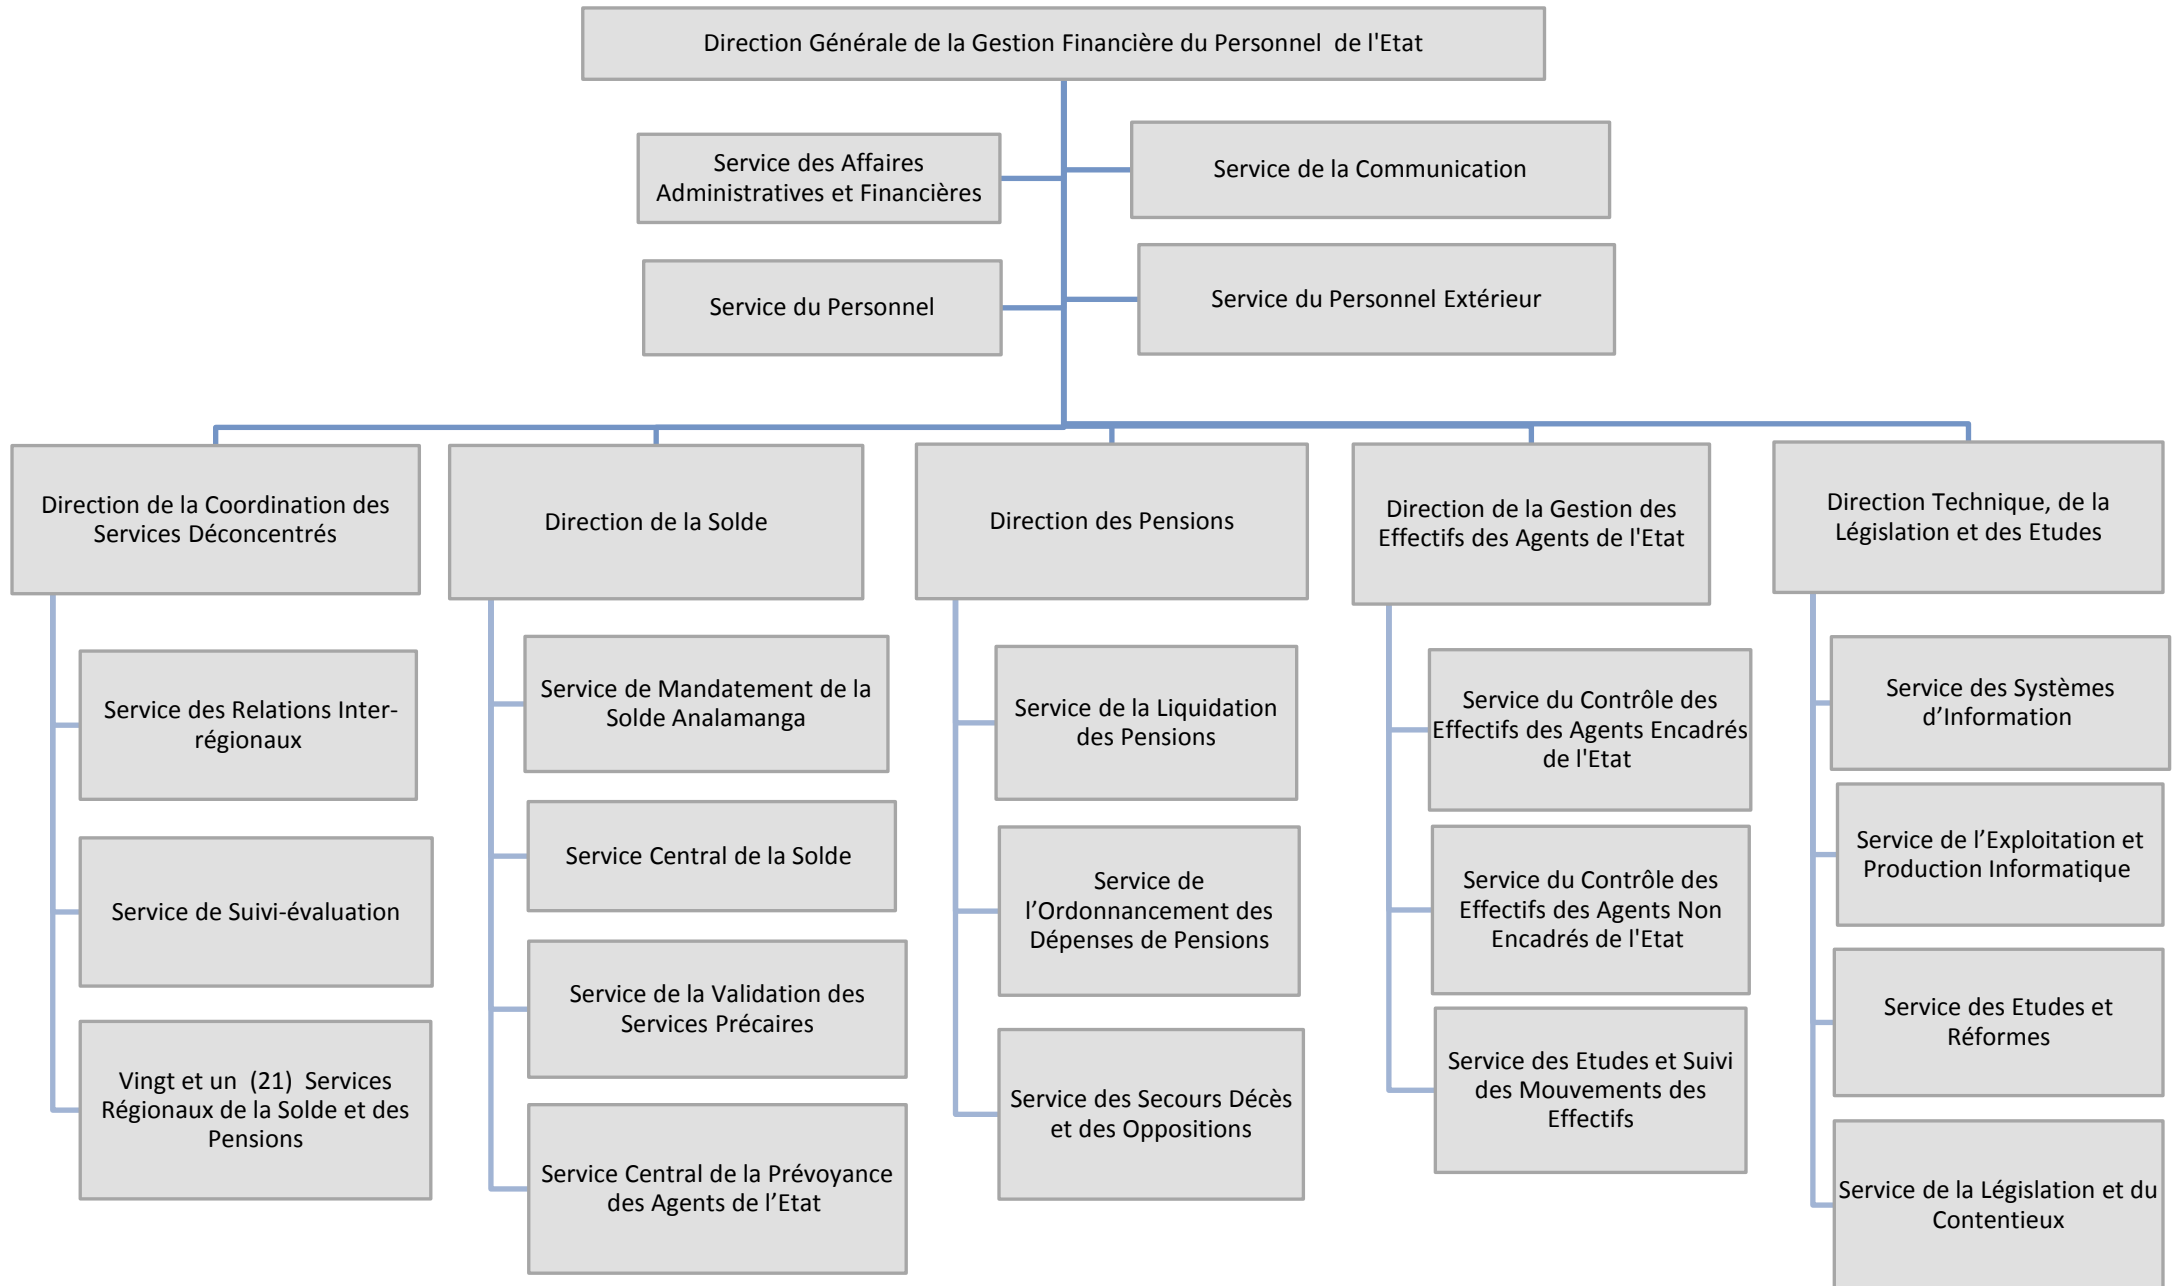 Direction Générale de la Gestion Financière du Personnel de l'Etat
Service des Affaires
Administratives et Financières
Service de la Communication
Service du Personnel
Service du Personnel Extérieur
Direction de la Coordination des
Services Déconcentrés
Direction de la Solde
Direction des Pensions
Direction de la Gestion des
Effectifs des Agents de l'Etat
Direction Technique, de la
Législation et des Etudes
Service des Relations Inter-
régionaux
Service de Suivi-évaluation
Vingt et un (21) Services
Régionaux de la Solde et des
Pensions
Service de Mandatement de la
Solde Analamanga
Service Central de la Solde
Service de la Validation des
Services Précaires
Service Central de la Prévoyance
des Agents de l’Etat
Service de la Liquidation
des Pensions
Service de
l’Ordonnancement des
Dépenses de Pensions
Service des Secours Décès
et des Oppositions
Service du Contrôle des
Effectifs des Agents Encadrés
de l'Etat
Service du Contrôle des
Effectifs des Agents Non
Encadrés de l'Etat
Service des Etudes et Suivi
des Mouvements des
Effectifs
Service des Systèmes
d’Information
Service de l’Exploitation et
Production Informatique
Service des Etudes et
Réformes
Service de la Législation et du
Contentieux